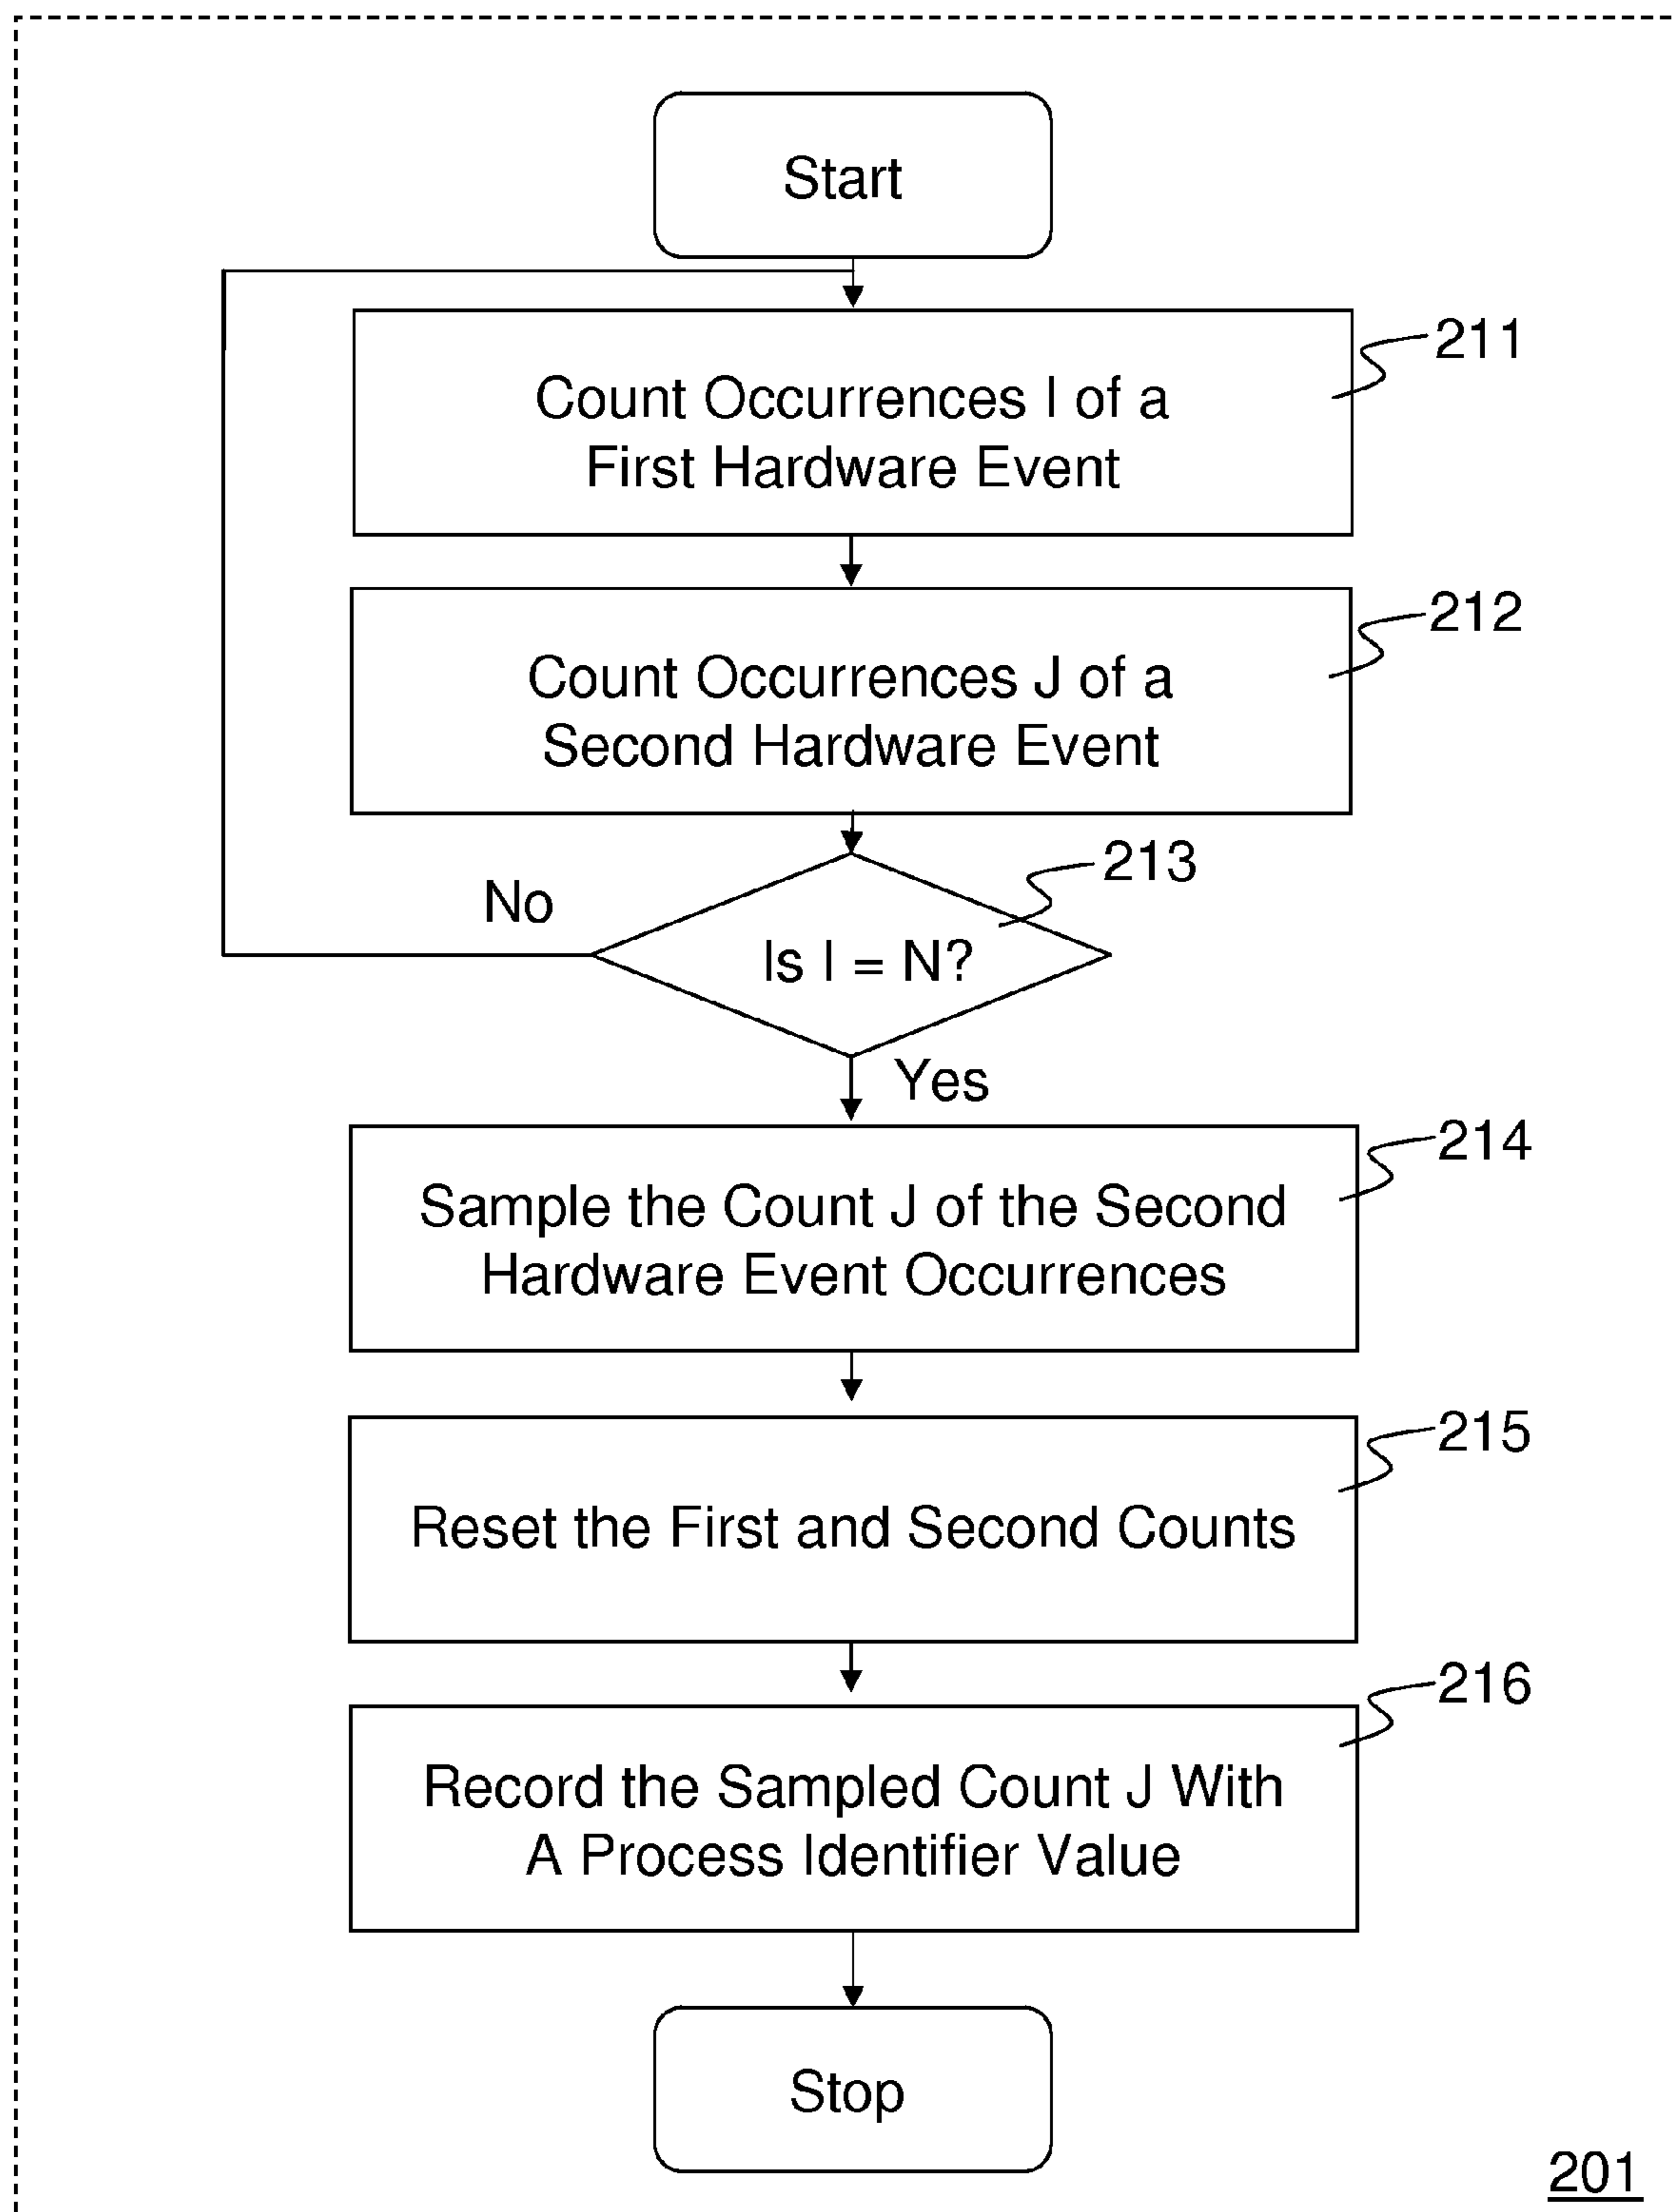 Start
211
Count Occurrences I of a
First Hardware Event
212
Count Occurrences J of a
Second Hardware Event
213
No
Is I = N?
Yes
214
Sample the Count J of the Second
Hardware Event Occurrences
215
Reset the First and Second Counts
216
Record the Sampled Count J With
A Process Identifier Value
Stop
201